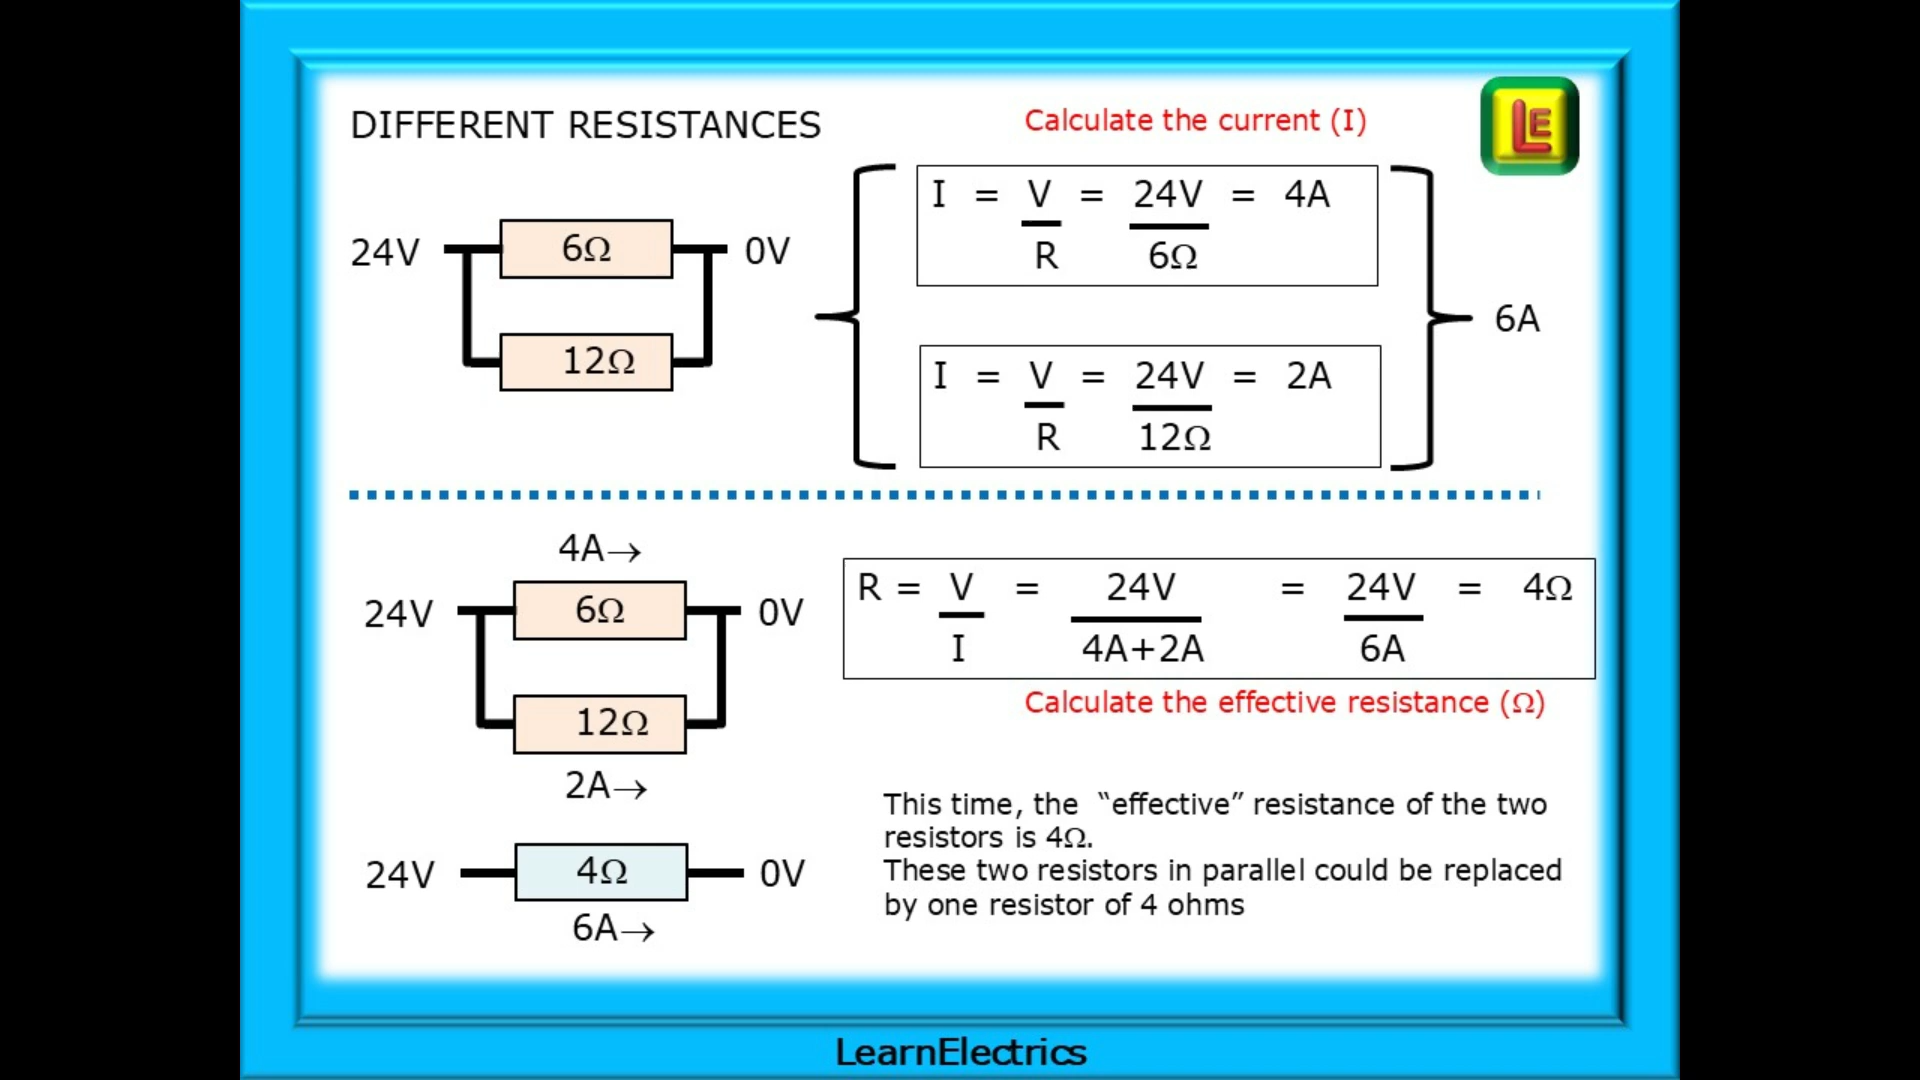 DIFFERENT RESISTANCES
Calculate the current (I)
LE
24V 6Ω 0V
12Ω
I = V = 24V = 4A
R 6Ω
I = V = 24V = 2A
R 12Ω
6A
4A→
24V 6Ω 0V
12Ω
2A→
R = V = 24V = 24V = 4Ω
I 4A+2A 6A
Calculate the effective resistance (Ω)
24V 4Ω 0V
6A→
This time, the “effective” resistance of the two
resistors is 4Ω.
These two resistors in parallel could be replaced
by one resistor of 4 ohms
LearnElectrics